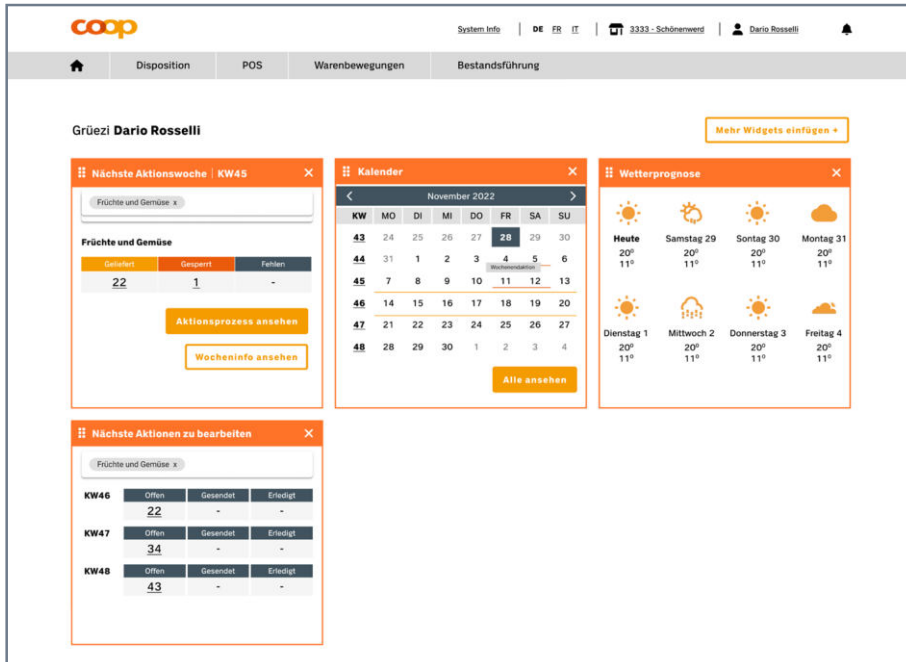 coop
System Info | DE FR IT | 3333 - Schönenwerd | Dario Rosselli
Disposition POS Warenbewegungen Bestandsführung
Grüezi Dario Rosselli
Mehr Widgets einfügen +
Nächste Aktionswoche | KW45 ×
Früchte und Gemüse x
Früchte und Gemüse
Geliefert Gesperrt Fehlen
22 1 -
Aktionsprozess ansehen
Wocheninfo ansehen
Kalender ×
< November 2022 >
KW MO DI MI DO FR SA SU
43 24 25 26 27 28 29 30
44 31 1 2 3 4 5 6
Wochenendaktion
45 7 8 9 10 11 12 13
46 14 15 16 17 18 19 20
47 21 22 23 24 25 26 27
48 28 29 30 1 2 3 4
Alle ansehen
Wetterprognose ×
Heute Samstag 29 Sontag 30 Montag 31
20° 20° 20° 20°
11° 11° 11° 11°
Dienstag 1 Mittwoch 2 Donnerstag 3 Freitag 4
20° 20° 20° 20°
11° 11° 11° 11°
Nächste Aktionen zu bearbeiten ×
Früchte und Gemüse x
KW46 Offen Gesendet Erledigt
22 - -
KW47 Offen Gesendet Erledigt
34 - -
KW48 Offen Gesendet Erledigt
43 - -